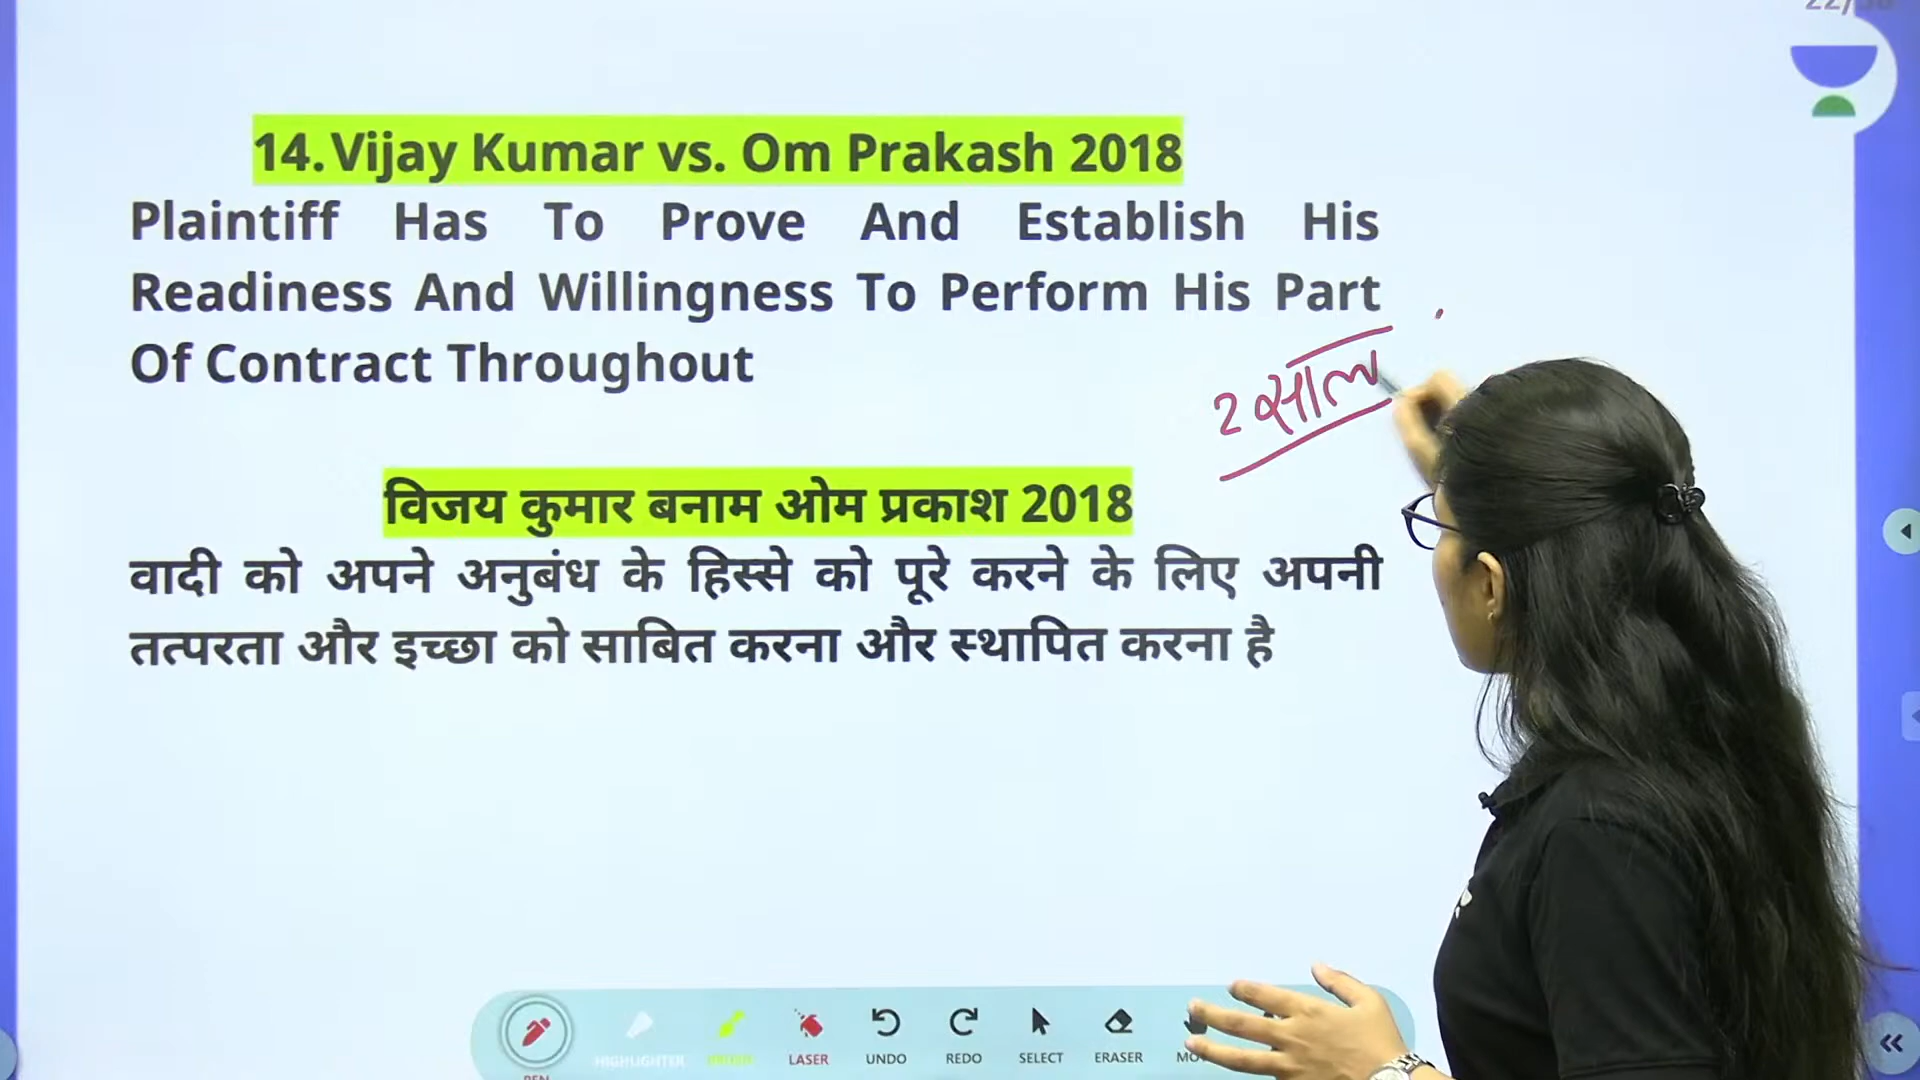 14. Vijay Kumar vs. Om Prakash 2018
Plaintiff Has To Prove And Establish His
Readiness And Willingness To Perform His Part
Of Contract Throughout
2 साल
विजय कुमार बनाम ओम प्रकाश 2018
वादी को अपने अनुबंध के हिस्से को पूरे करने के लिए अपनी
तत्परता और इच्छा को साबित करना और स्थापित करना है
HIGHLIGHTER LASER UNDO REDO SELECT ERASER